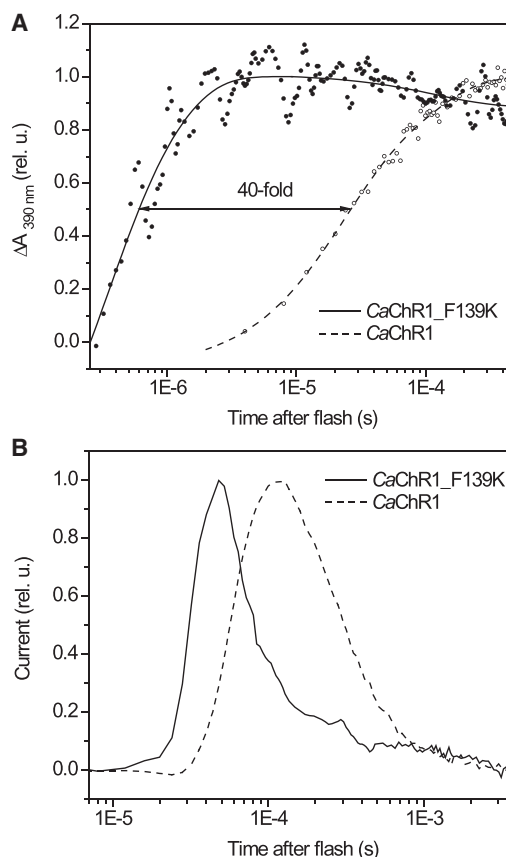 A
1.2
1.0
0.8
0.6
0.4
0.2
0.0
ΔA 390 nm (rel. u.)
40-fold
CaChR1_F139K
CaChR1
1E-6
1E-5
1E-4
Time after flash (s)
B
1.0
0.8
0.6
0.4
0.2
0.0
Current (rel. u.)
CaChR1_F139K
CaChR1
1E-5
1E-4
1E-3
Time after flash (s)